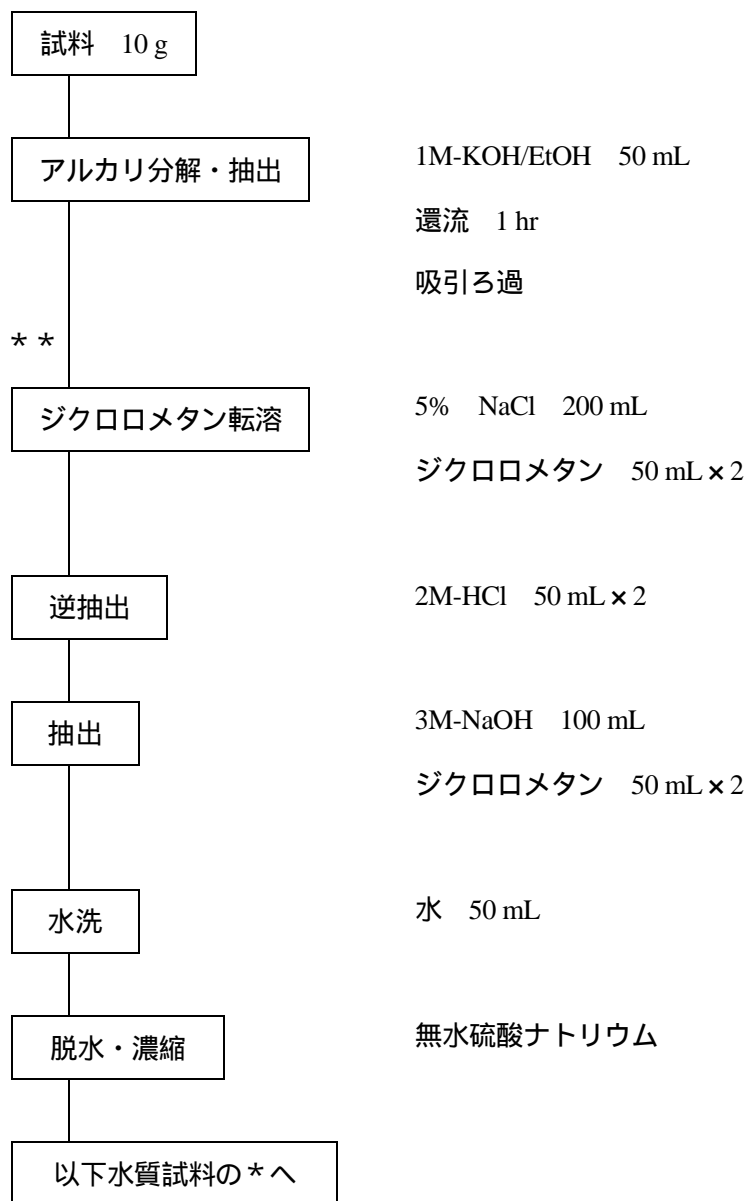 試料　10 g
アルカリ分解・抽出
1M-KOH/EtOH　50 mL
還流　1 hr
吸引ろ過
＊＊
ジクロロメタン転溶
5%　NaCl　200 mL
ジクロロメタン　50 mL×2
逆抽出
2M-HCl　50 mL×2
抽出
3M-NaOH　100 mL
ジクロロメタン　50 mL×2
水洗
水　50 mL
脱水・濃縮
無水硫酸ナトリウム
以下水質試料の＊へ